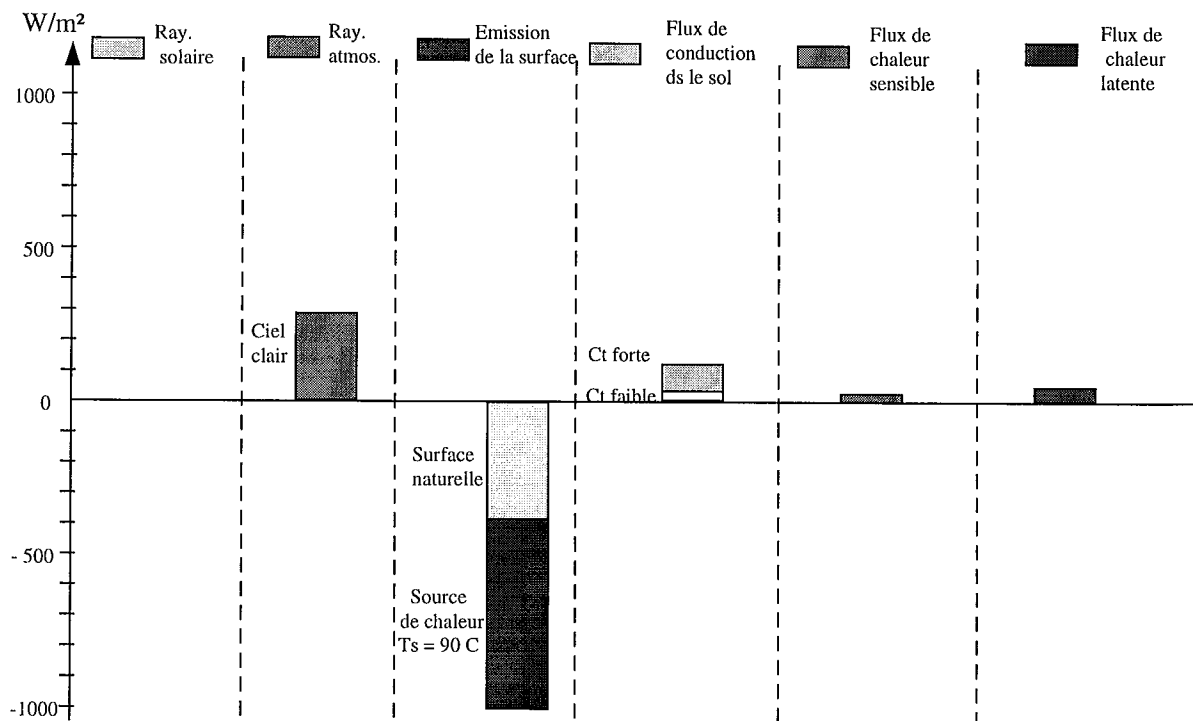 W/m²
Ray.
solaire
Ray.
atmos.
Emission
de la surface
Flux de
conduction
ds le sol
Flux de
chaleur
sensible
Flux de
chaleur
latente
1000
500
0
- 500
-1000
Ciel
clair
Surface
naturelle
Source
de chaleur
Ts = 90 C
Ct forte
Ct faible